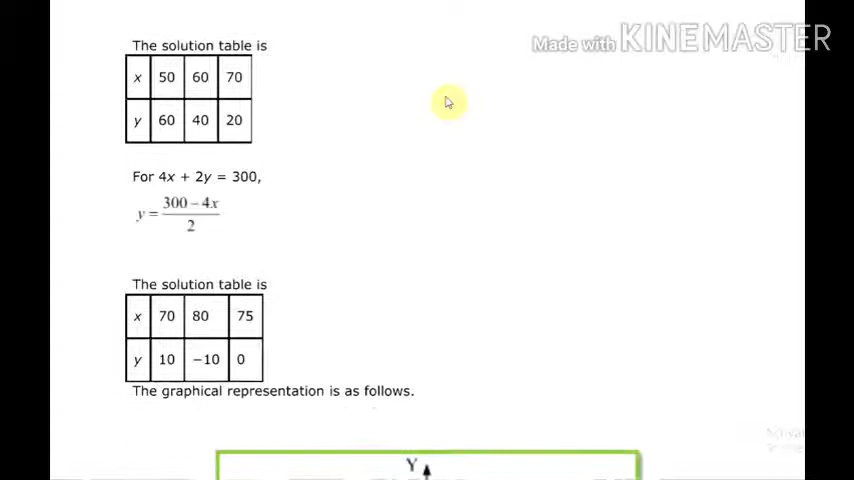 Made with KINEMASTER
The solution table is
x 50 60 70
y 60 40 20
For 4x + 2y = 300,
y = (300 – 4x)/2
The solution table is
x 70 80 75
y 10 −10 0
The graphical representation is as follows.
Y